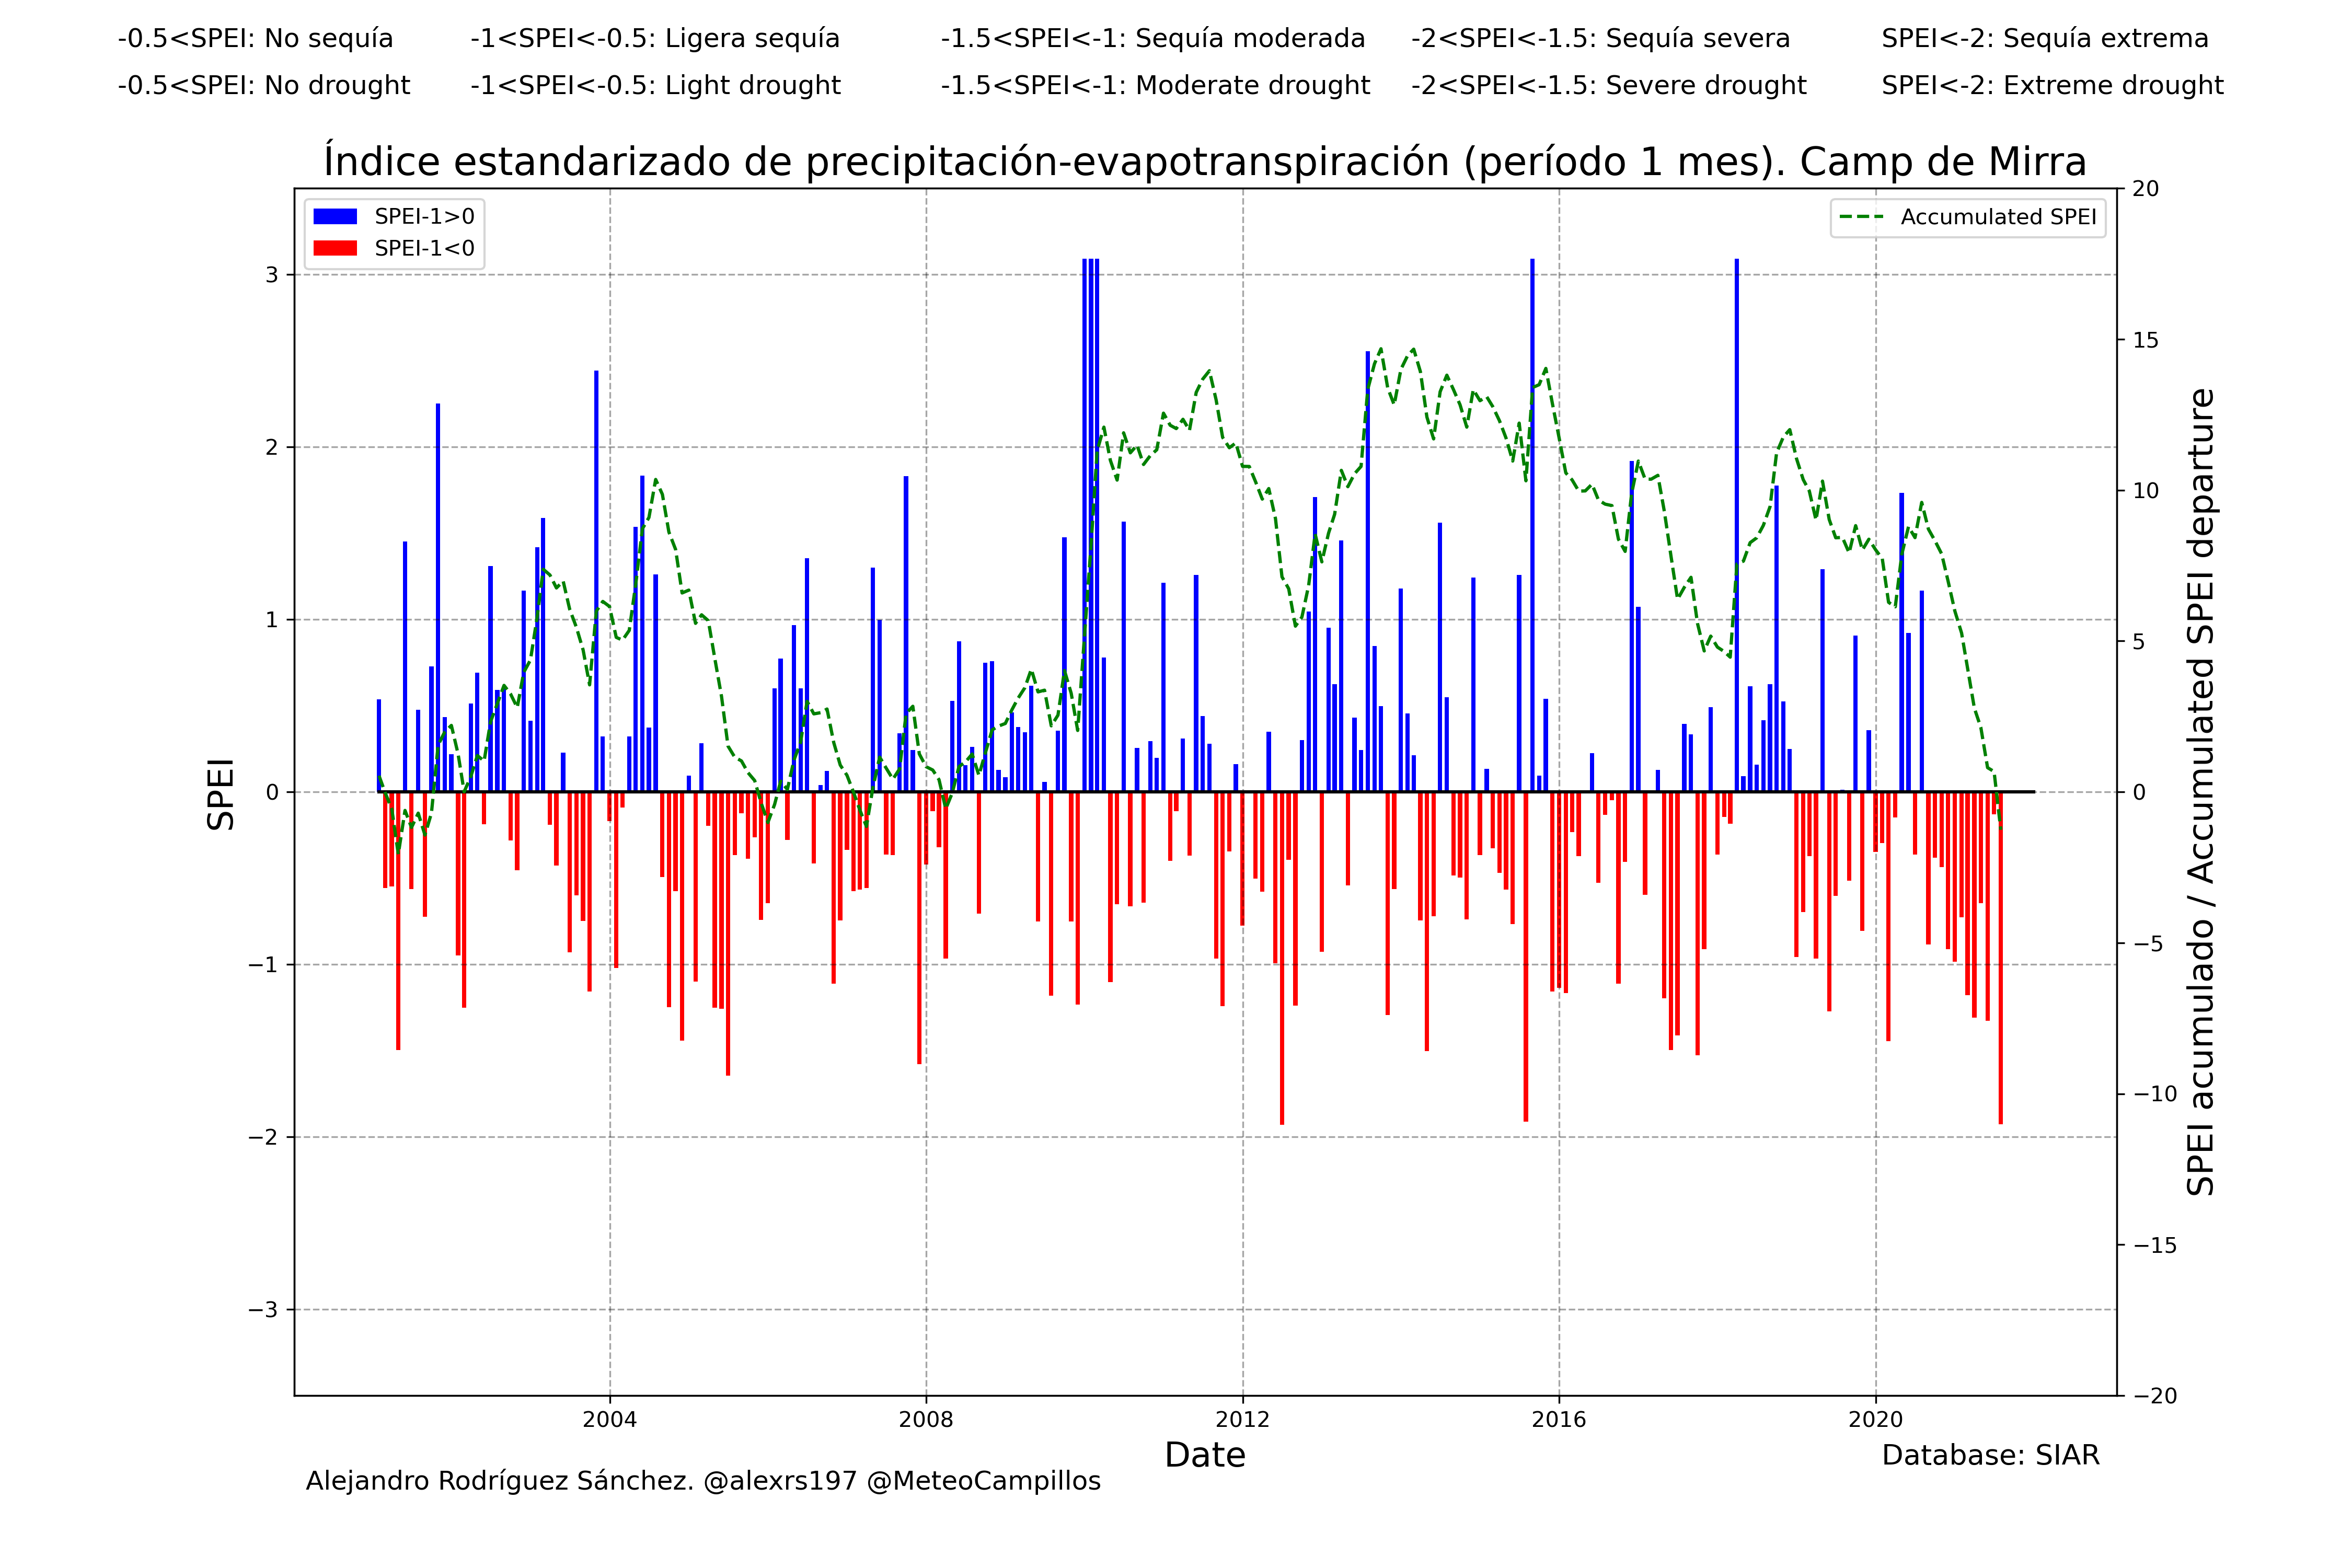 -0.5<SPEI: No sequía -1<SPEI<-0.5: Ligera sequía -1.5<SPEI<-1: Sequía moderada -2<SPEI<-1.5: Sequía severa SPEI<-2: Sequía extrema
-0.5<SPEI: No drought -1<SPEI<-0.5: Light drought -1.5<SPEI<-1: Moderate drought -2<SPEI<-1.5: Severe drought SPEI<-2: Extreme drought
Índice estandarizado de precipitación-evapotranspiración (período 1 mes). Camp de Mirra
SPEI-1>0
SPEI-1<0
Accumulated SPEI
SPEI
3
2
1
0
−1
−2
−3
20
15
10
5
0
−5
−10
−15
−20
SPEI acumulado / Accumulated SPEI departure
2004 2008 2012 2016 2020
Date
Database: SIAR
Alejandro Rodríguez Sánchez. @alexrs197 @MeteoCampillos